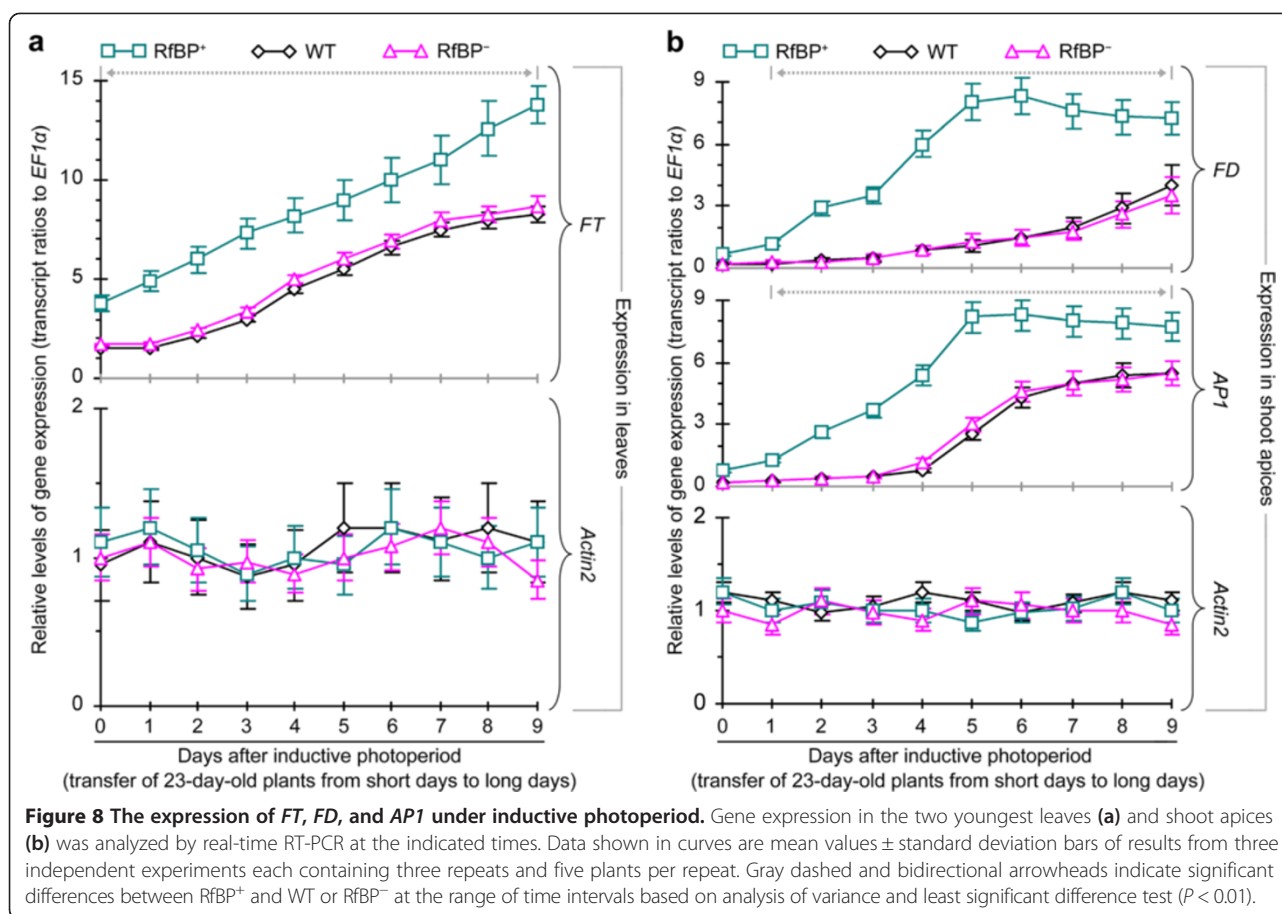 a
RfBP⁺ WT RfBP⁻
Relative levels of gene expression (transcript ratios to EF1α)
15
10
5
0
FT
2
1
0
Actin2
Expression in leaves
0 1 2 3 4 5 6 7 8 9
Days after inductive photoperiod
(transfer of 23-day-old plants from short days to long days)
b
RfBP⁺ WT RfBP⁻
Relative levels of gene expression (transcript ratios to EF1α)
9
6
3
0
FD
9
6
3
0
AP1
2
1
0
Actin2
Expression in shoot apices
0 1 2 3 4 5 6 7 8 9
Days after inductive photoperiod
(transfer of 23-day-old plants from short days to long days)
Figure 8 The expression of FT, FD, and AP1 under inductive photoperiod. Gene expression in the two youngest leaves (a) and shoot apices
(b) was analyzed by real-time RT-PCR at the indicated times. Data shown in curves are mean values ± standard deviation bars of results from three
independent experiments each containing three repeats and five plants per repeat. Gray dashed and bidirectional arrowheads indicate significant
differences between RfBP⁺ and WT or RfBP⁻ at the range of time intervals based on analysis of variance and least significant difference test (P < 0.01).